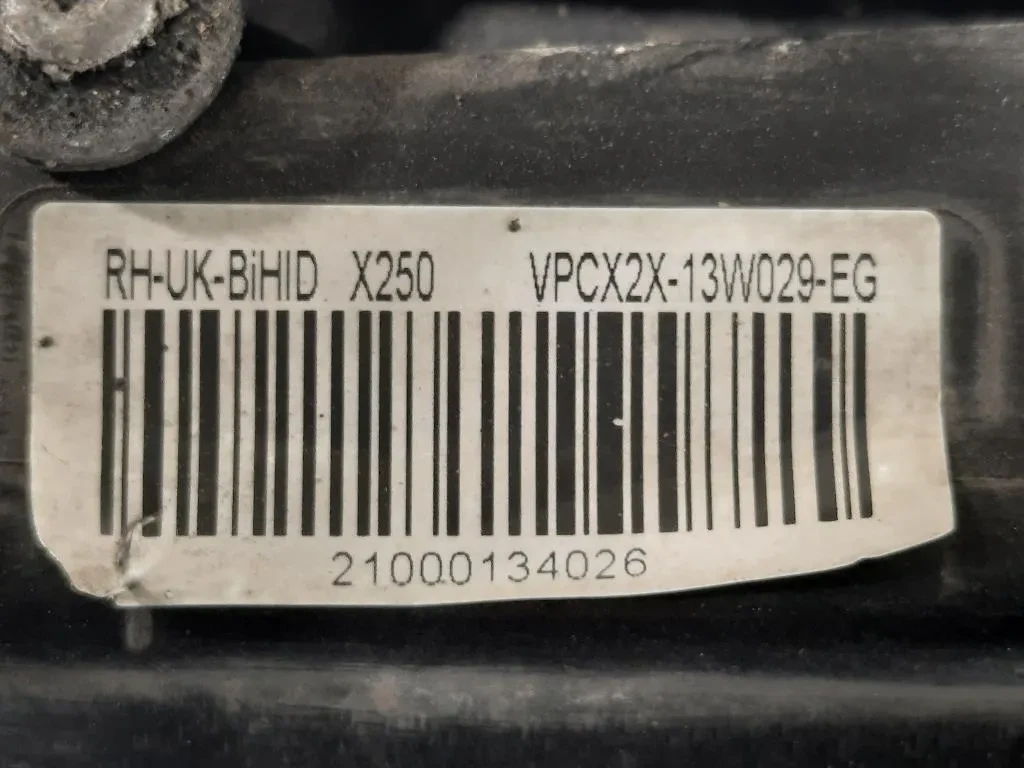 RH-UK-BiHID X250 VPCX2X-13W029-EG
21000134026